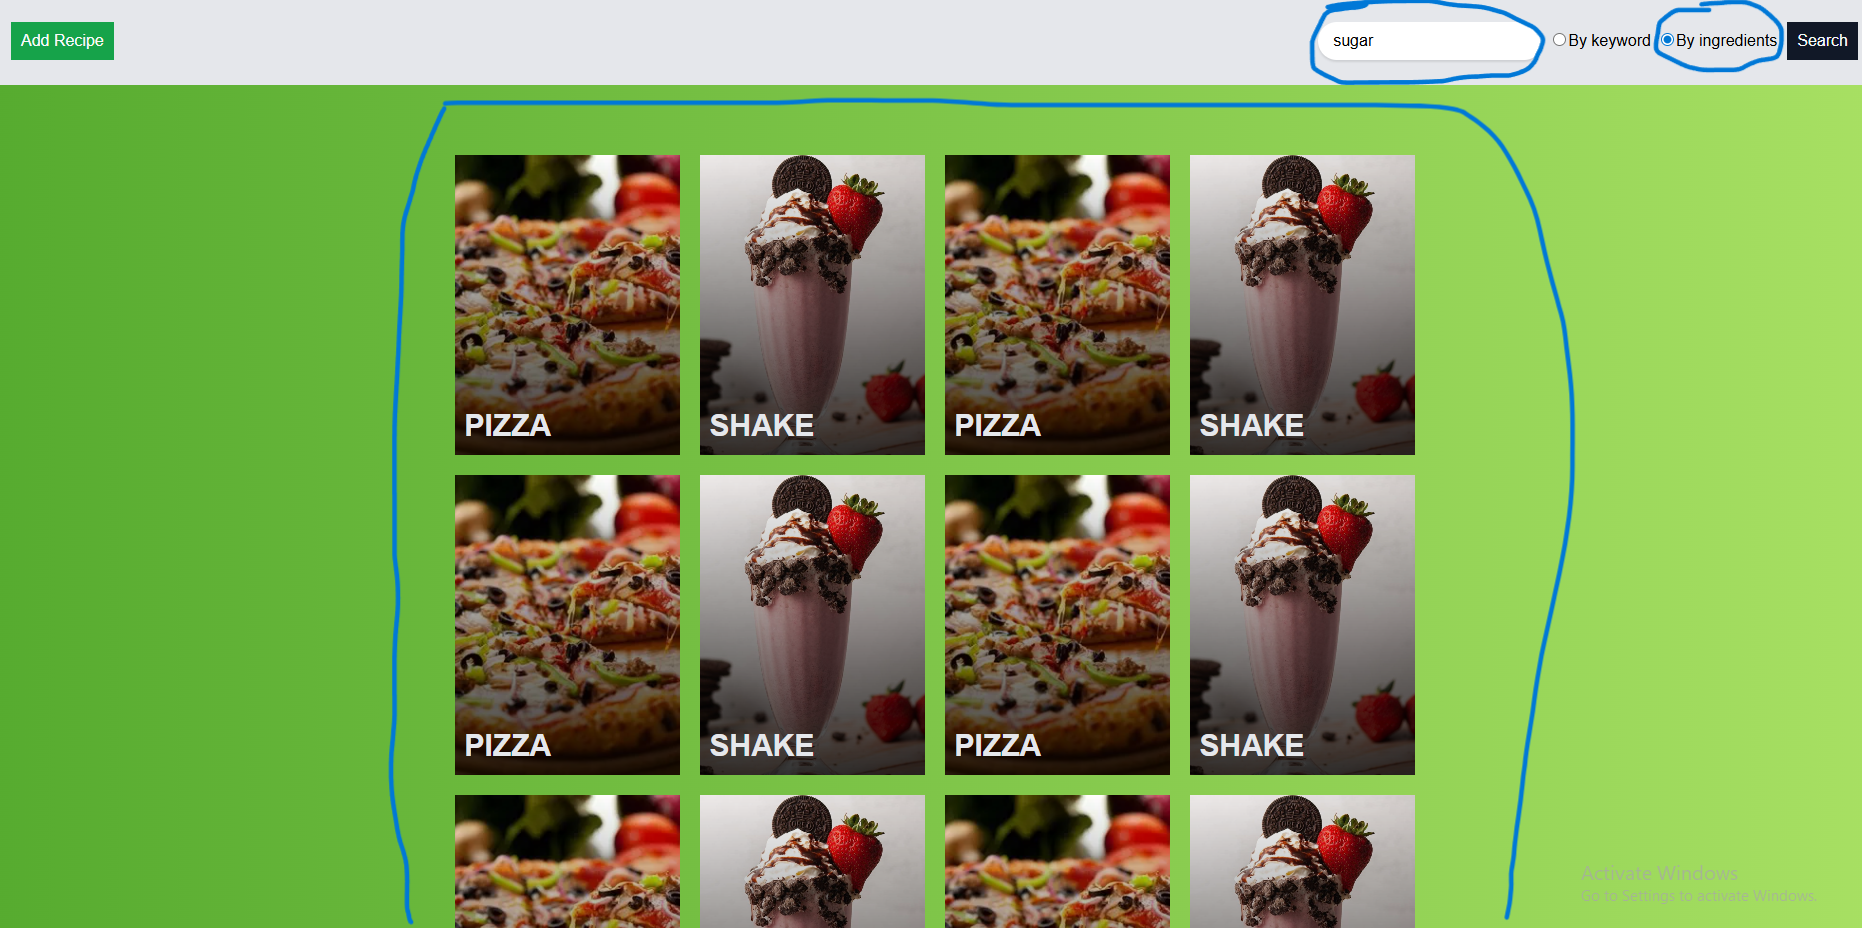 Add Recipe
sugar
By keyword
By ingredients
Search
PIZZA
SHAKE
PIZZA
SHAKE
PIZZA
SHAKE
PIZZA
SHAKE
Activate Windows
Go to Settings to activate Windows.